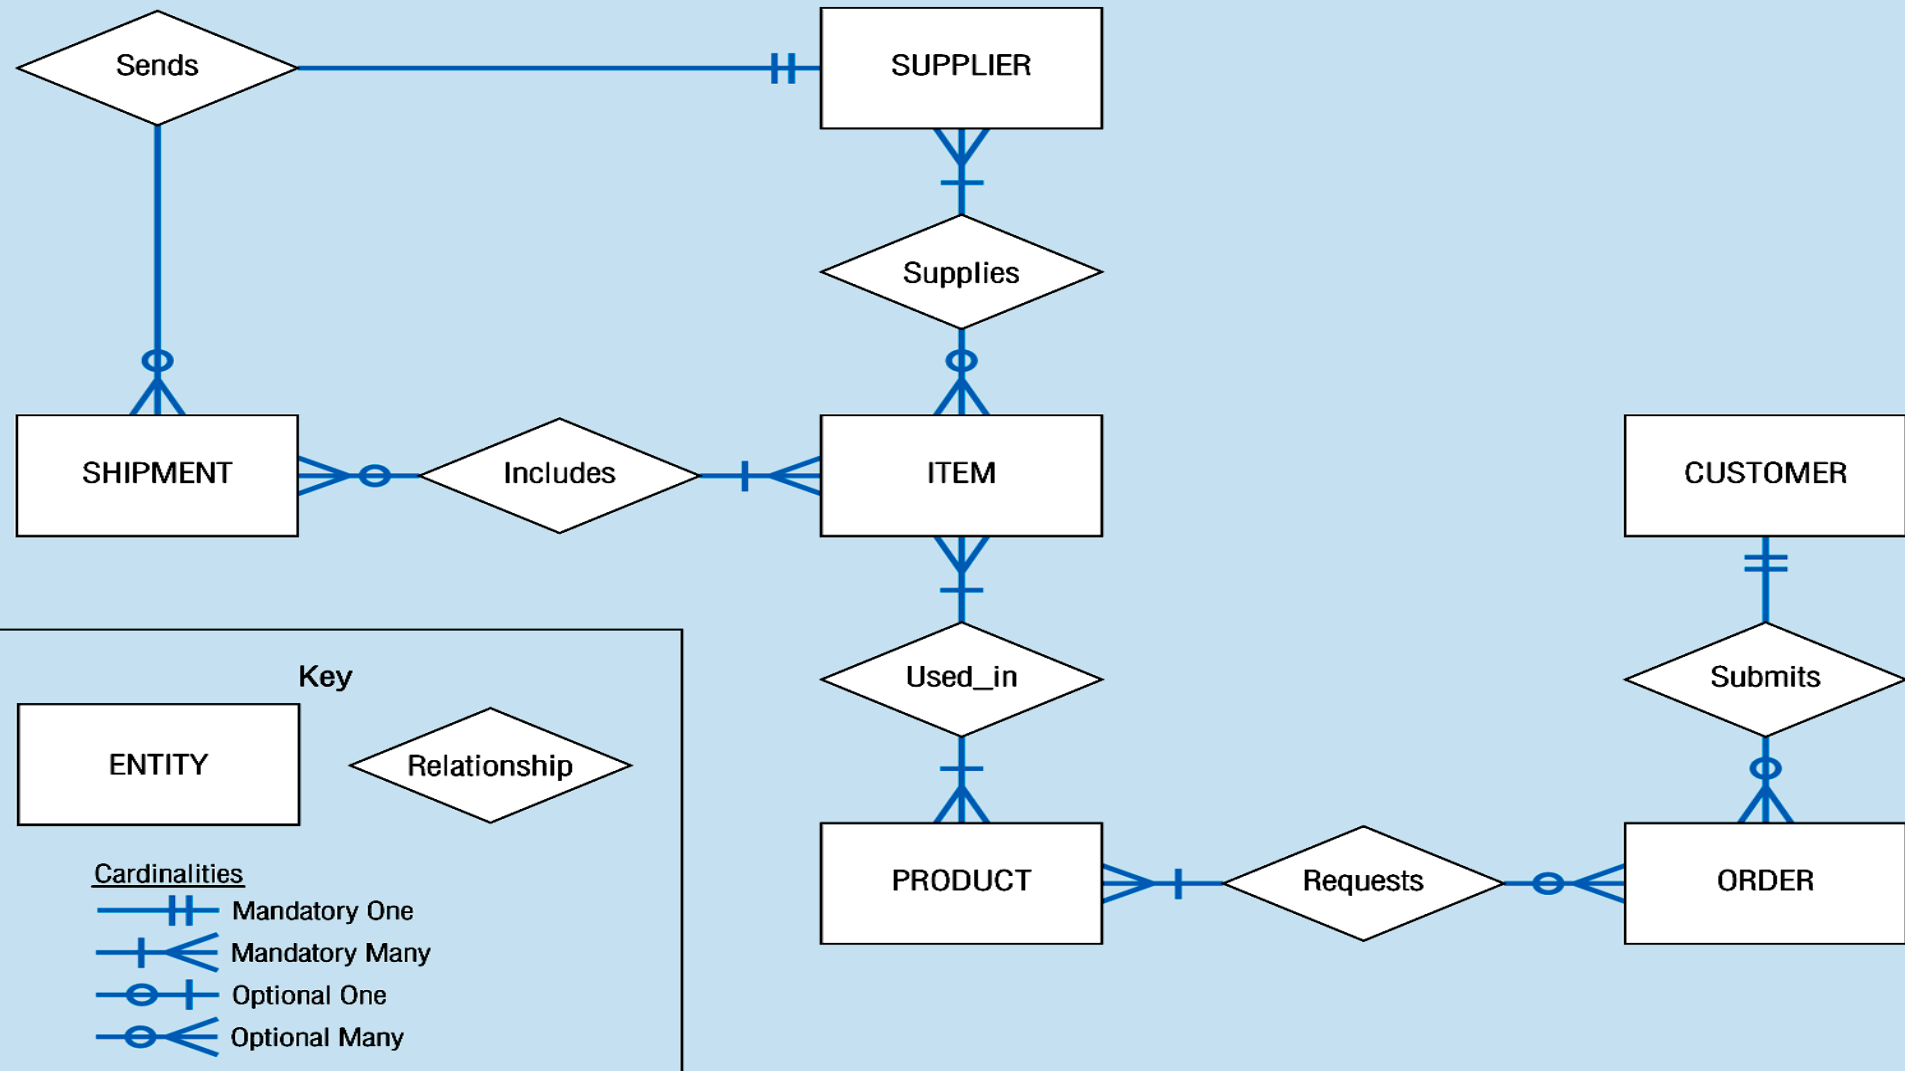 Sends
SUPPLIER
Supplies
SHIPMENT
Includes
ITEM
CUSTOMER
Used_in
Submits
PRODUCT
Requests
ORDER
Key
ENTITY
Relationship
Cardinalities
Mandatory One
Mandatory Many
Optional One
Optional Many